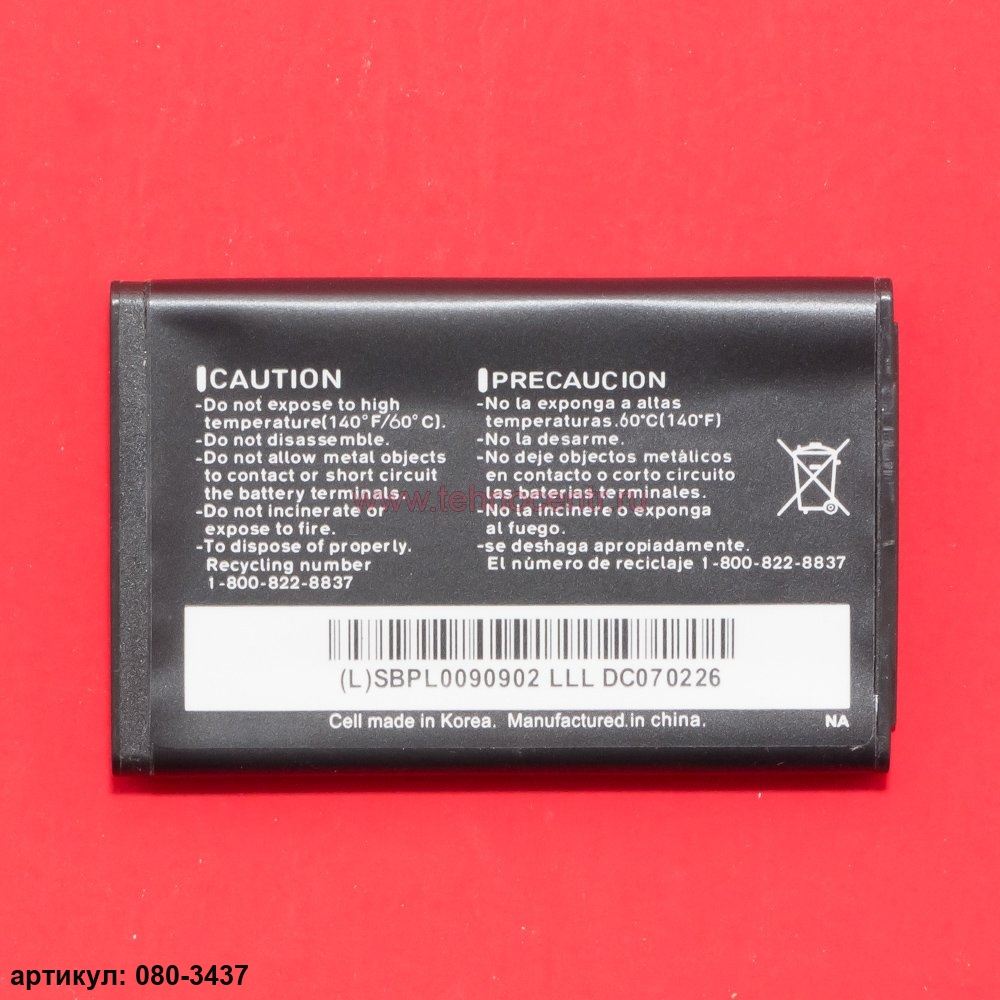 CAUTION
-Do not expose to high
temperature(140°F/60°C).
-Do not disassemble.
-Do not allow metal objects
to contact or short circuit
the battery terminals.
-Do not incinerate or
expose to fire.
-To dispose of properly.
Recycling number
1-800-822-8837
PRECAUCION
-No la exponga a altas
temperaturas.60°C(140°F)
-No la desarme.
-No deje objectos metálicos
en contacto o corto circuito
las baterias terminales.
-No la incinere o exponga
al fuego.
-se deshaga apropiadamente.
El número de reciclaje 1-800-822-8837
www.tehnocentr.ru
(L)SBPL0090902 LLL DC070226
Cell made in Korea. Manufactured.in china.
NA
артикул: 080-3437